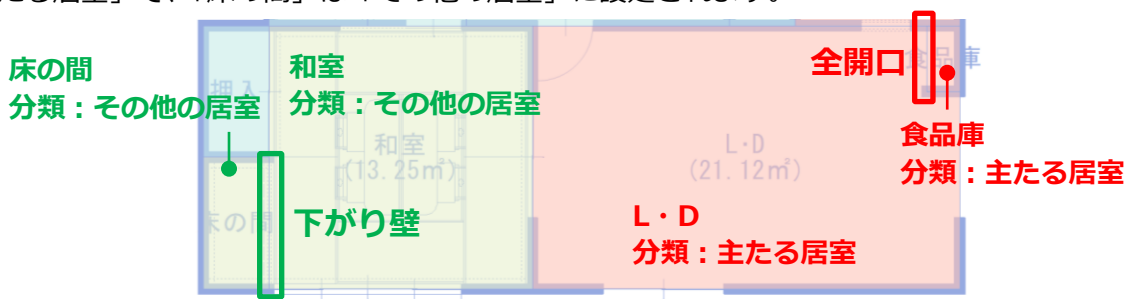 床の間
分類：その他の居室
和室
分類：その他の居室
全開口
食品庫
押入
和室
(13.25㎡)
L・D
(21.12㎡)
食品庫
分類：主たる居室
床の間
下がり壁
L・D
分類：主たる居室